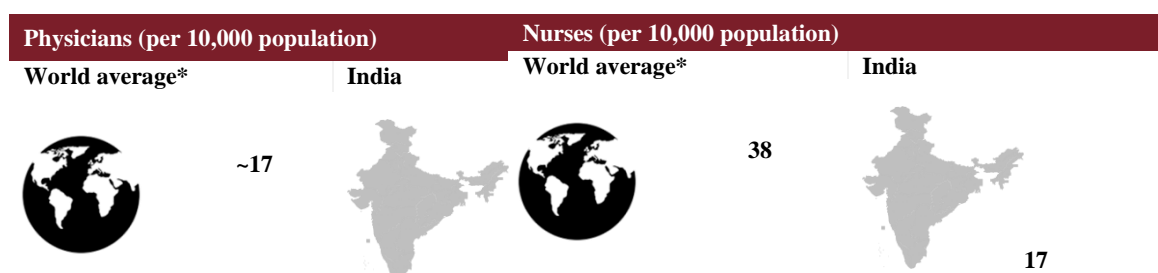 Physicians (per 10,000 population)
World average*
India
~17
Nurses (per 10,000 population)
World average*
India
38
17